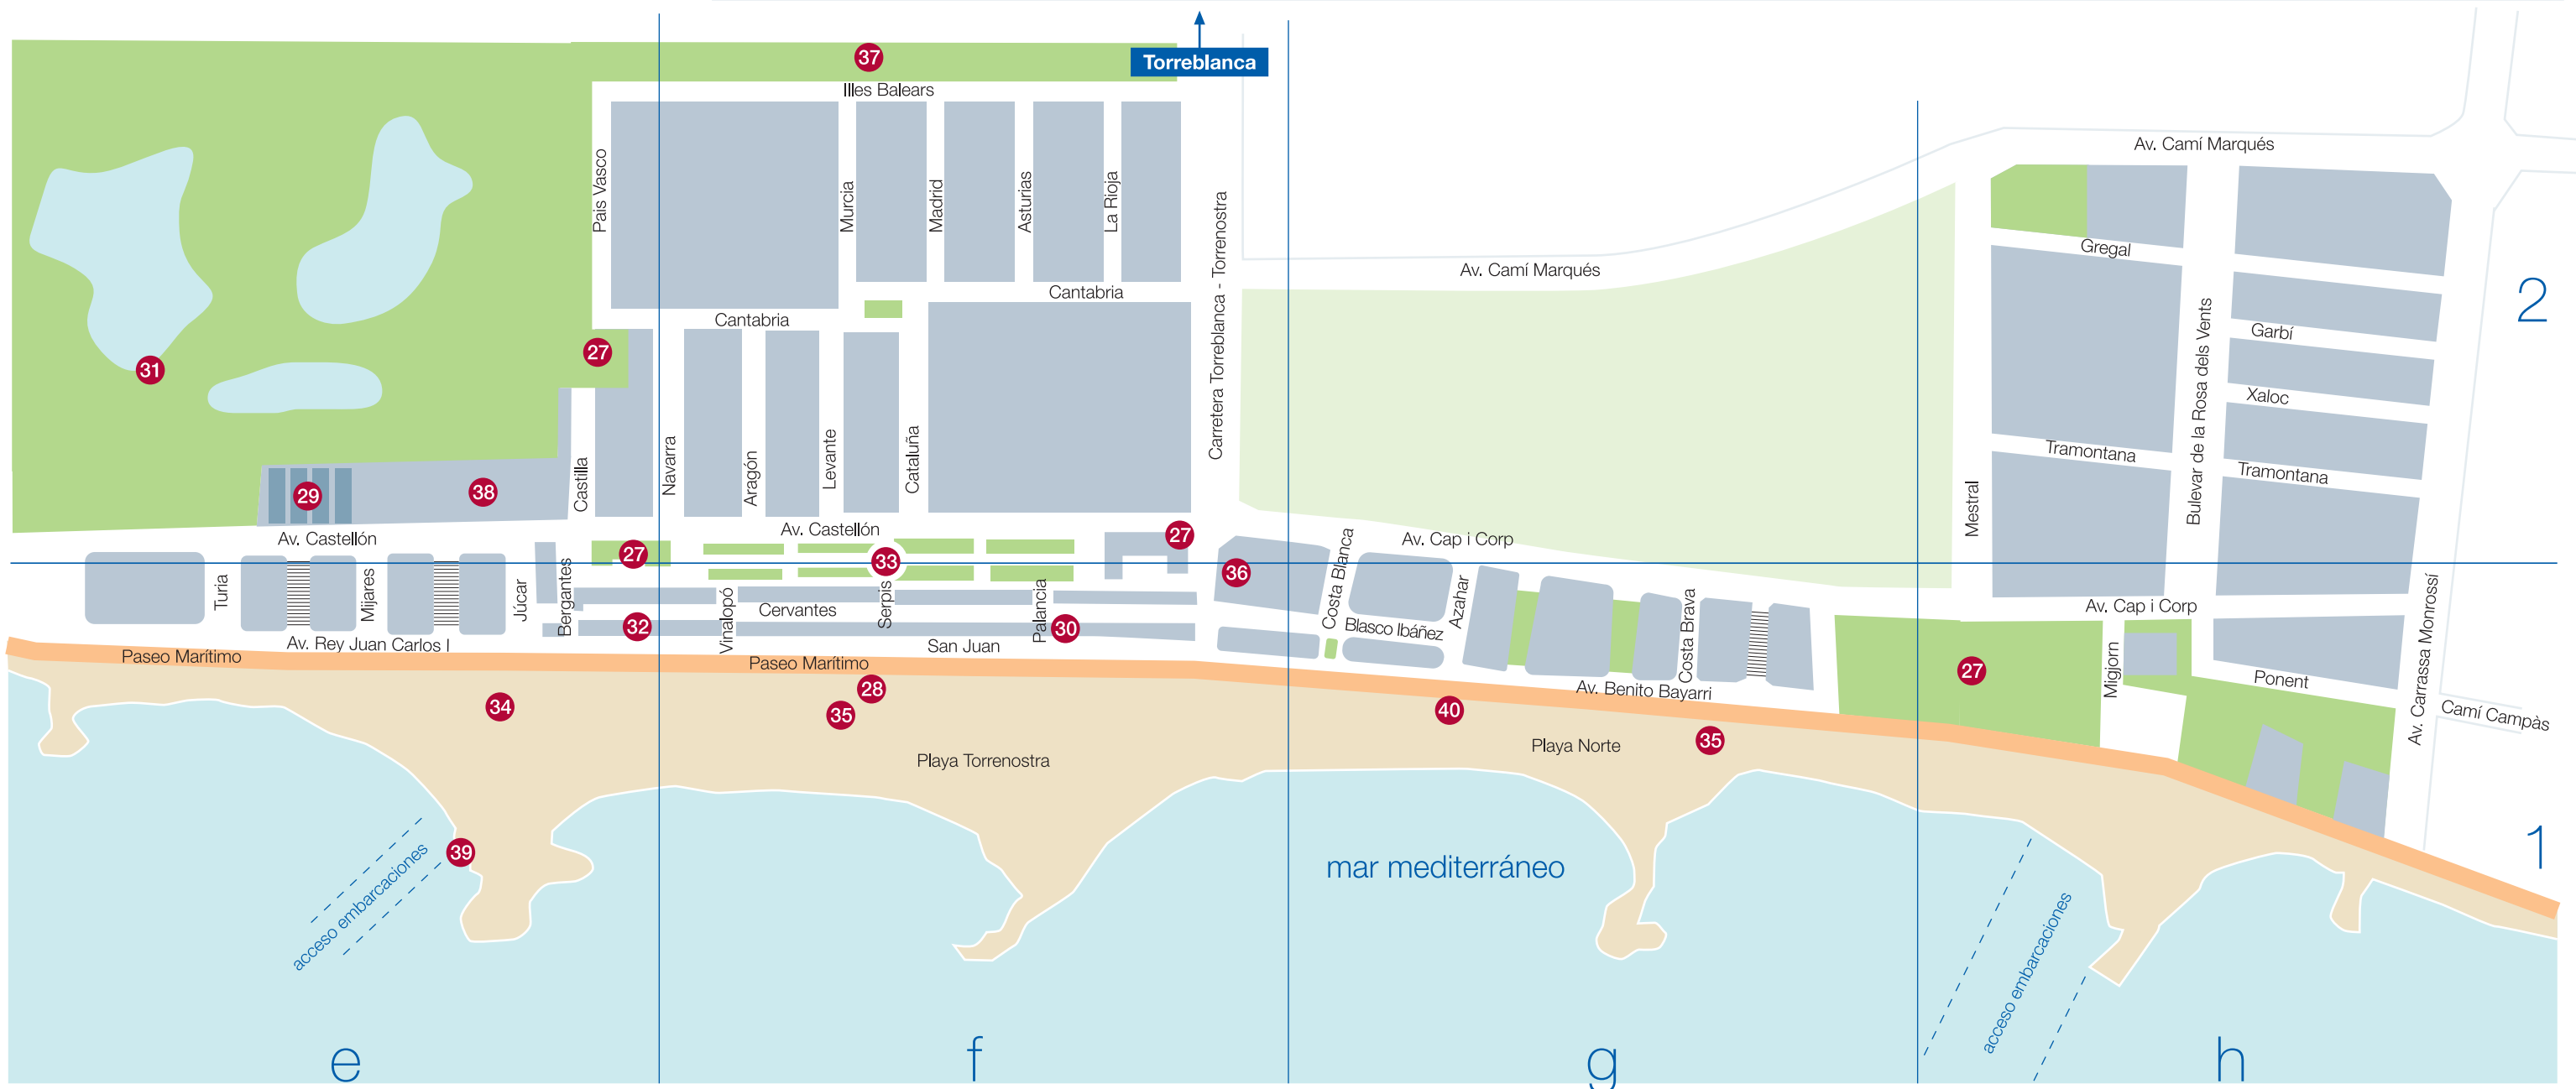 37
Torreblanca
Illes Balears
Pais Vasco
Murcia
Madrid
Asturias
La Rioja
Carretera Torreblanca - Torrenostra
Av. Camí Marqués
Av. Camí Marqués
Gregal
Cantabria
Cantabria
2
Garbí
Bulevar de la Rosa dels Vents
27
31
Xaloc
Castilla
Navarra
Aragón
Levante
Cataluña
Tramontana
Tramontana
Mestral
29
38
Av. Castellón
Av. Castellón
27
33
27
36
Costa Blanca
Av. Cap i Corp
Turia
Mijares
Júcar
Bergantes
Vinalopó
Cervantes
Serpis
Palancia
Azahar
Costa Brava
Av. Cap i Corp
32
30
Blasco Ibáñez
Av. Rey Juan Carlos I
San Juan
Paseo Marítimo
Paseo Marítimo
Av. Benito Bayarri
27
Migjorn
Ponent
Av. Carrassa Monrossí
Camí Campàs
34
28
35
40
35
Playa Torrenostra
Playa Norte
39
acceso embarcaciones
mar mediterráneo
acceso embarcaciones
1
e
f
g
h